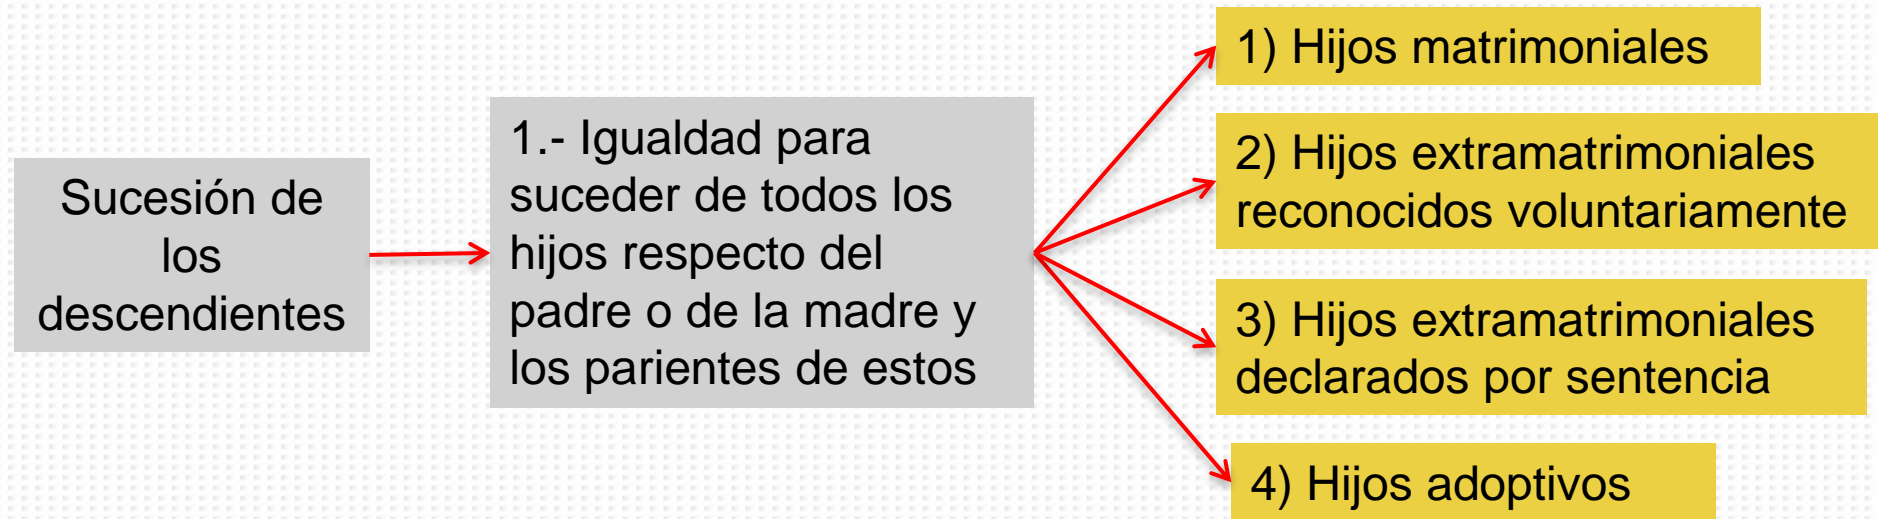 Sucesión de
los
descendientes
1.- Igualdad para
suceder de todos los
hijos respecto del
padre o de la madre y
los parientes de estos
1) Hijos matrimoniales
2) Hijos extramatrimoniales
reconocidos voluntariamente
3) Hijos extramatrimoniales
declarados por sentencia
4) Hijos adoptivos